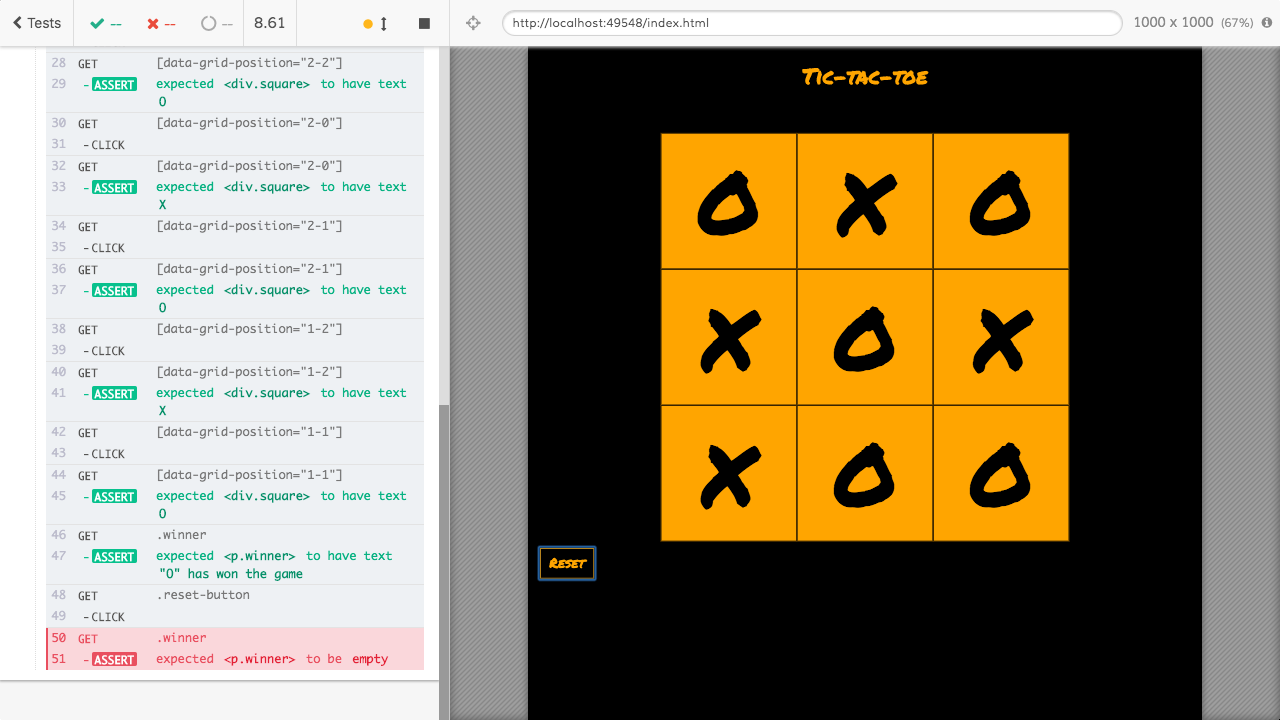 Tests
--
--
--
8.61
http://localhost:49548/index.html
1000 x 1000 (67%)
28 GET [data-grid-position="2-2"]
29 -ASSERT expected <div.square> to have text
O
30 GET [data-grid-position="2-0"]
31 -CLICK
32 GET [data-grid-position="2-0"]
33 -ASSERT expected <div.square> to have text
X
34 GET [data-grid-position="2-1"]
35 -CLICK
36 GET [data-grid-position="2-1"]
37 -ASSERT expected <div.square> to have text
O
38 GET [data-grid-position="1-2"]
39 -CLICK
40 GET [data-grid-position="1-2"]
41 -ASSERT expected <div.square> to have text
X
42 GET [data-grid-position="1-1"]
43 -CLICK
44 GET [data-grid-position="1-1"]
45 -ASSERT expected <div.square> to have text
O
46 GET .winner
47 -ASSERT expected <p.winner> to have text
"O" has won the game
48 GET .reset-button
49 -CLICK
50 GET .winner
51 -ASSERT expected <p.winner> to be empty
Tic-tac-toe
O X O
X O X
X O O
Reset